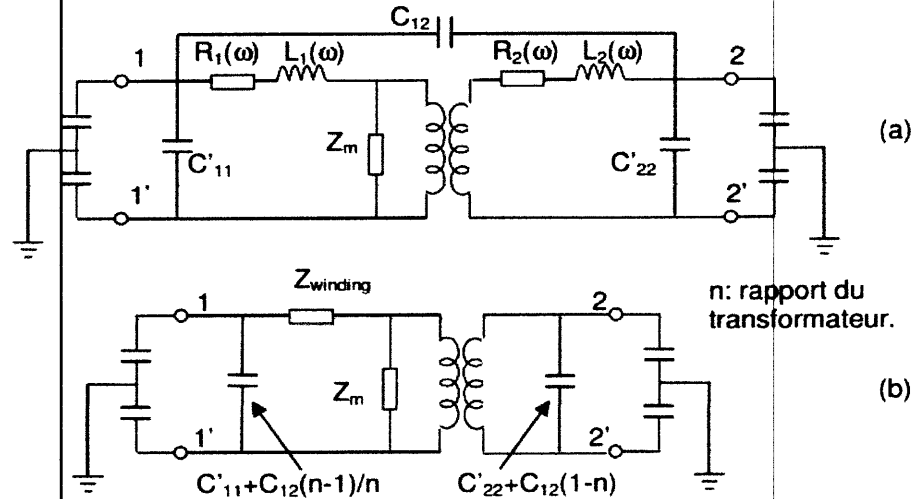 C12
1 R1(ω) L1(ω) R2(ω) L2(ω) 2
Zm
C'11
C'22
(a)
1' 2'
Zwinding
1 2
n: rapport du
transformateur.
Zm
(b)
1' 2'
C'11+C12(n-1)/n C'22+C12(1-n)